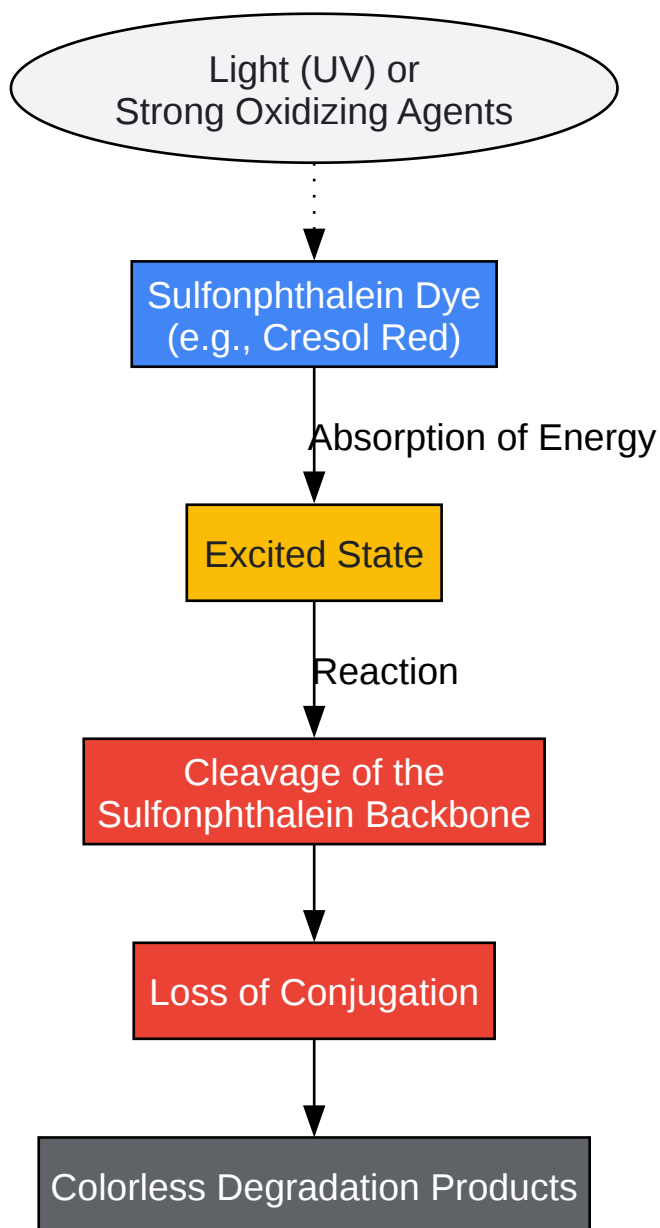 Light (UV) or
Strong Oxidizing Agents
Sulfonphthalein Dye
(e.g., Cresol Red)
Absorption of Energy
Excited State
Reaction
Cleavage of the
Sulfonphthalein Backbone
Loss of Conjugation
Colorless Degradation Products